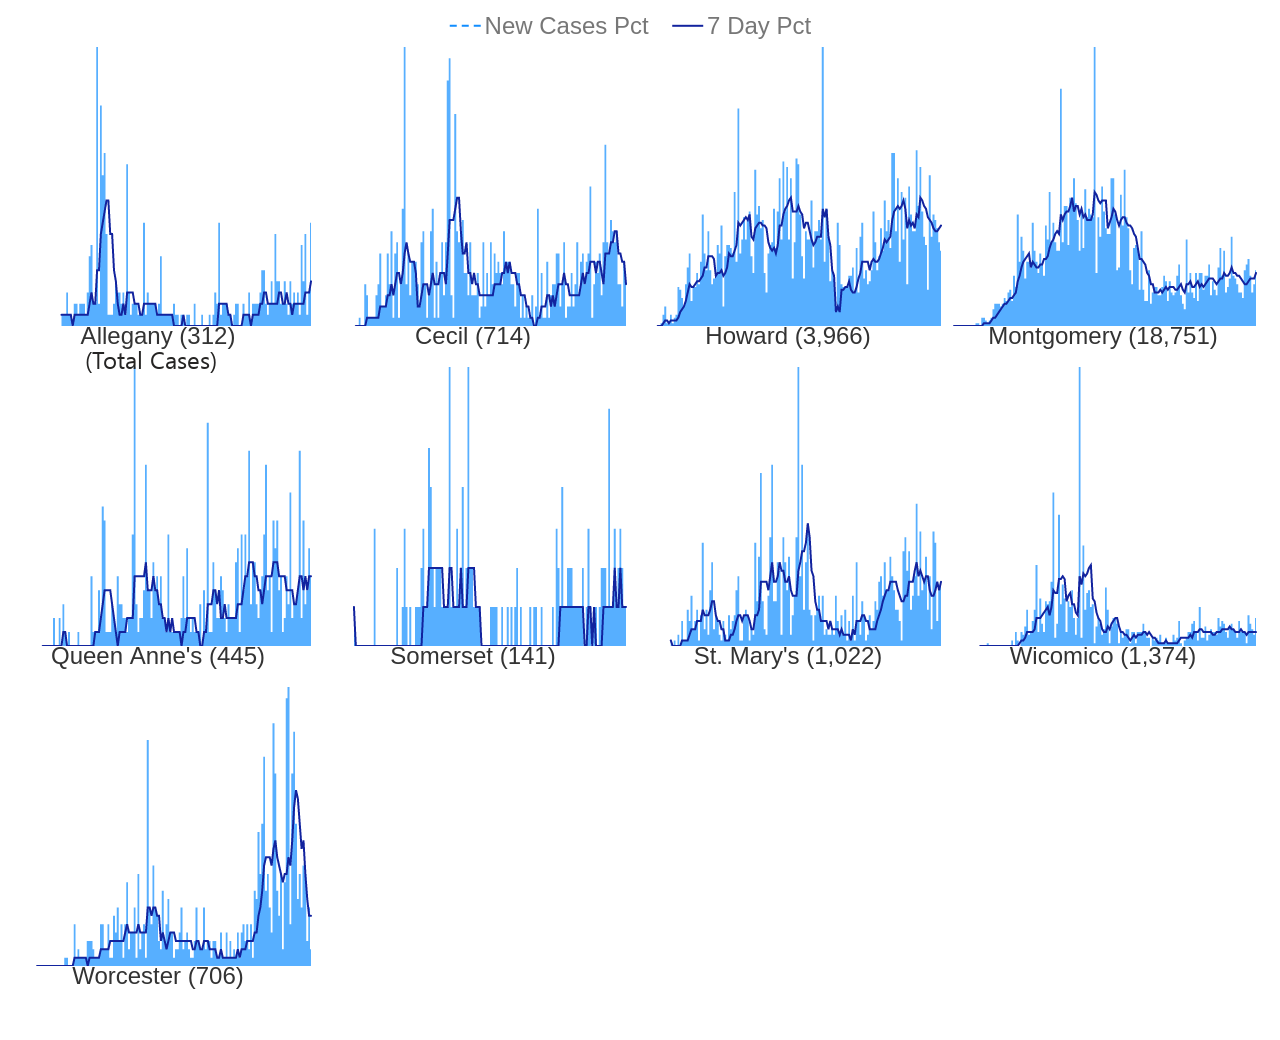 New Cases Pct 7 Day Pct
Allegany (312) Cecil (714) Howard (3,966) Montgomery (18,751)
(Total Cases)
Queen Anne's (445) Somerset (141) St. Mary's (1,022) Wicomico (1,374)
Worcester (706)